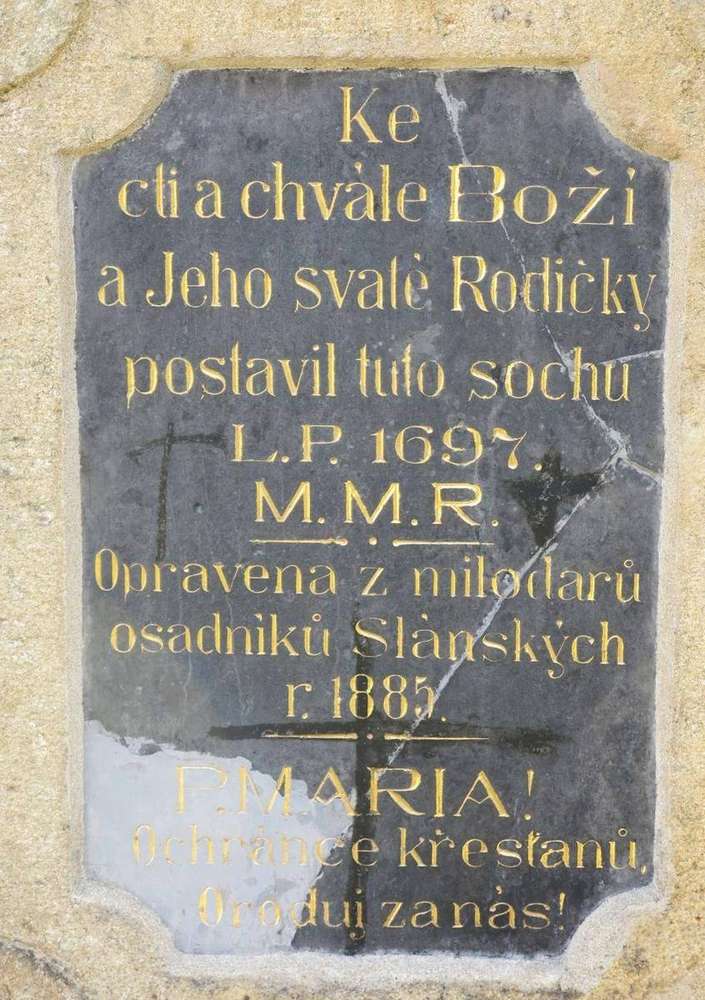 Ke
cti a chvále Boží
a Jeho svaté Rodičky
postavil tuto sochu
L.P. 1697.
M. M. R.
Opravena z milodarů
osadníků Slánských
r. 1885.
P. MARIA!
Ochránce křesťanů,
Oroduj za nás!